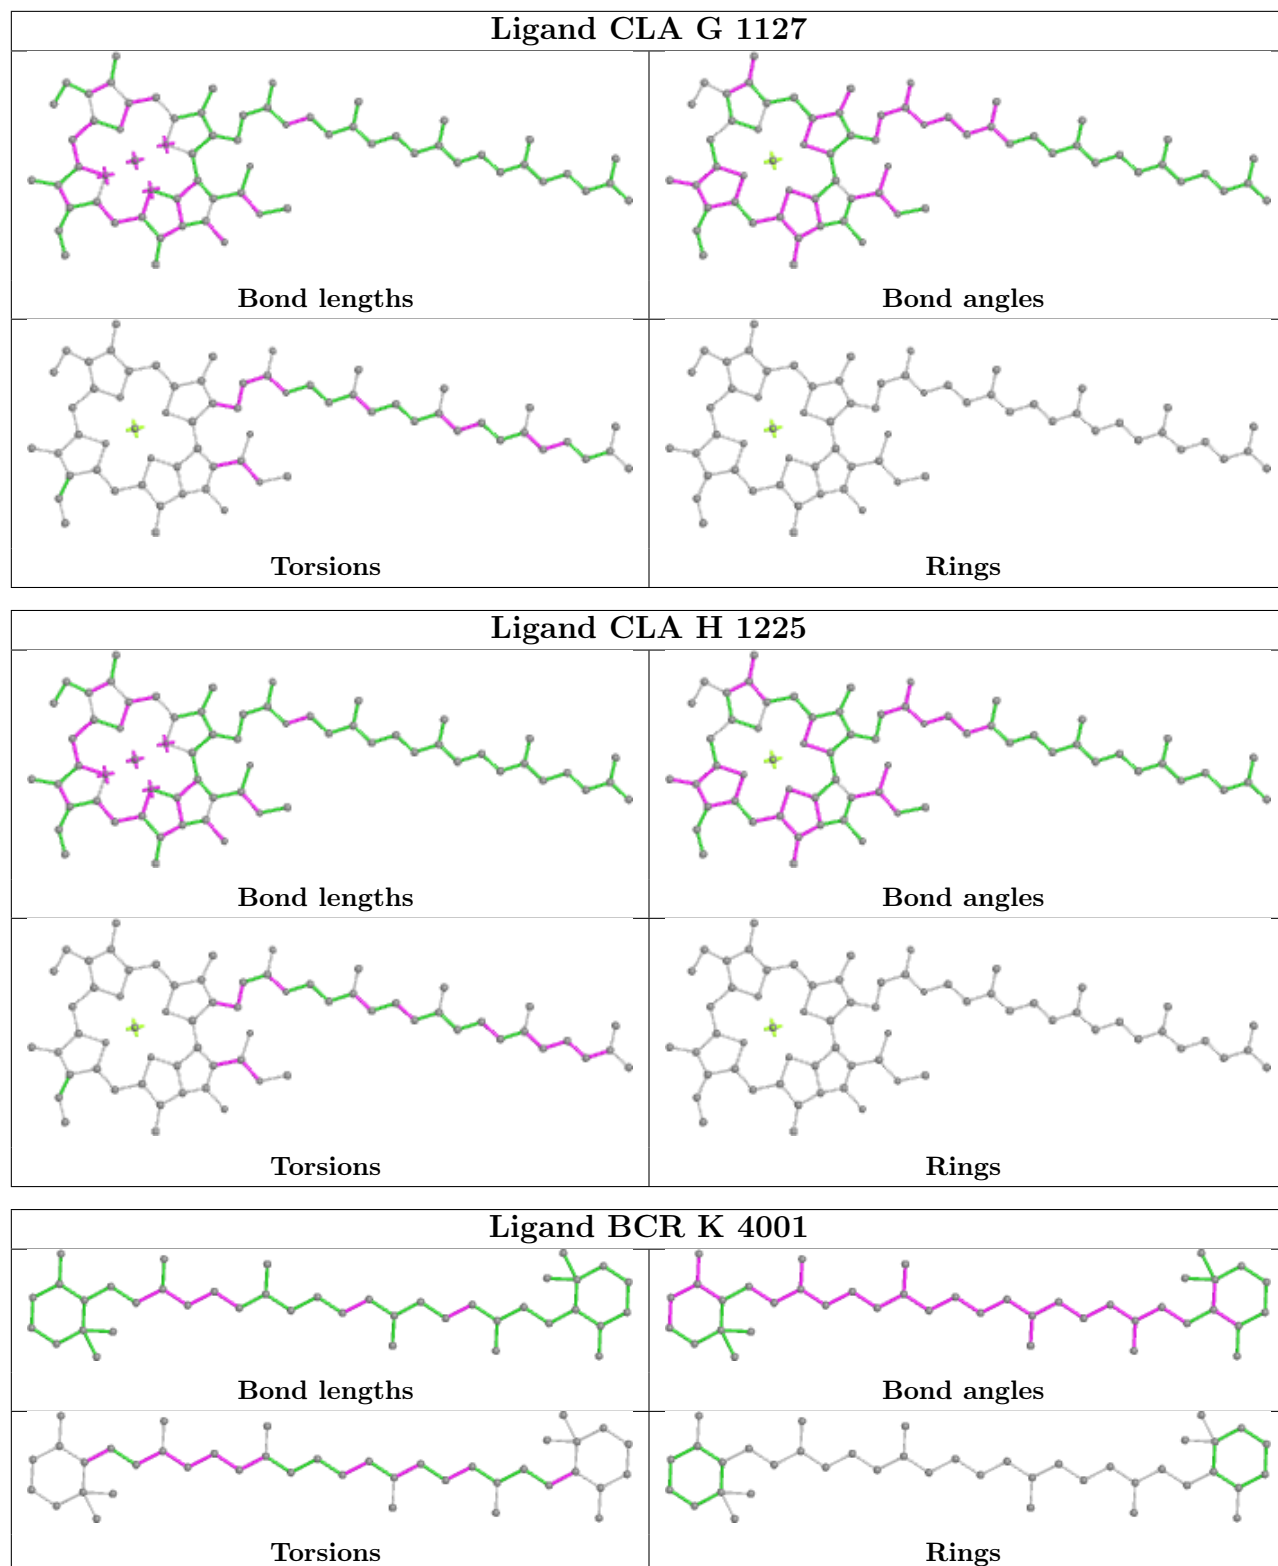 Ligand CLA G 1127
Bond lengths
Bond angles
Torsions
Rings
Ligand CLA H 1225
Bond lengths
Bond angles
Torsions
Rings
Ligand BCR K 4001
Bond lengths
Bond angles
Torsions
Rings